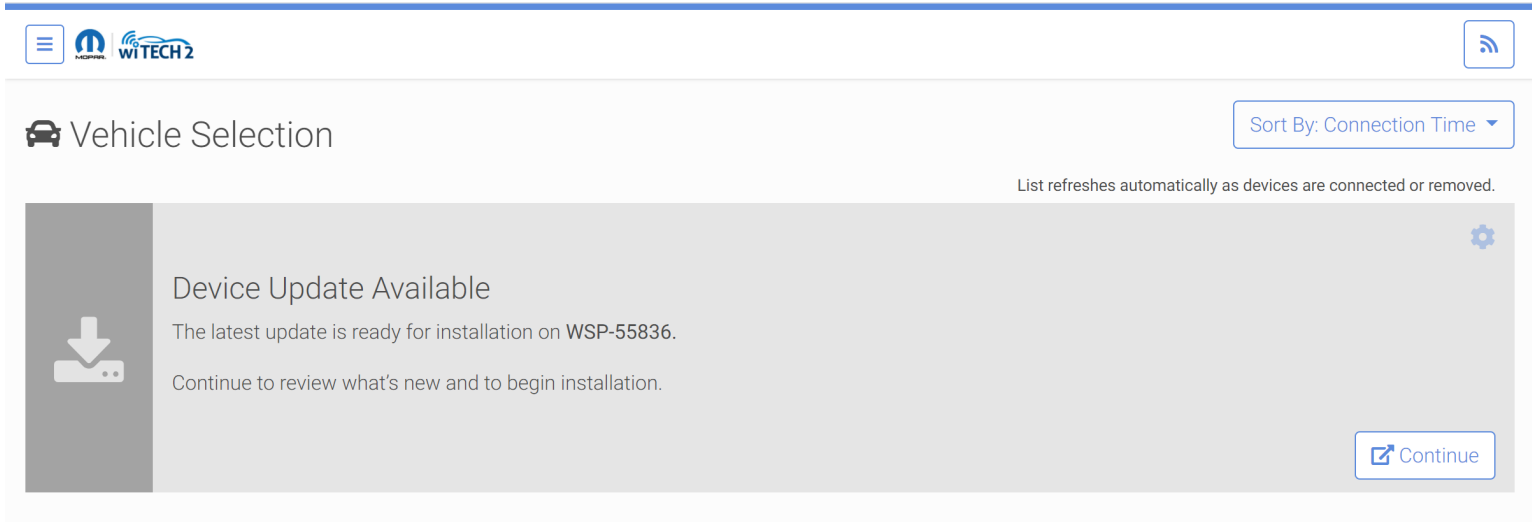 MOPAR.
wiTECH 2
Vehicle Selection
Sort By: Connection Time
List refreshes automatically as devices are connected or removed.
Device Update Available
The latest update is ready for installation on WSP-55836.
Continue to review what's new and to begin installation.
Continue